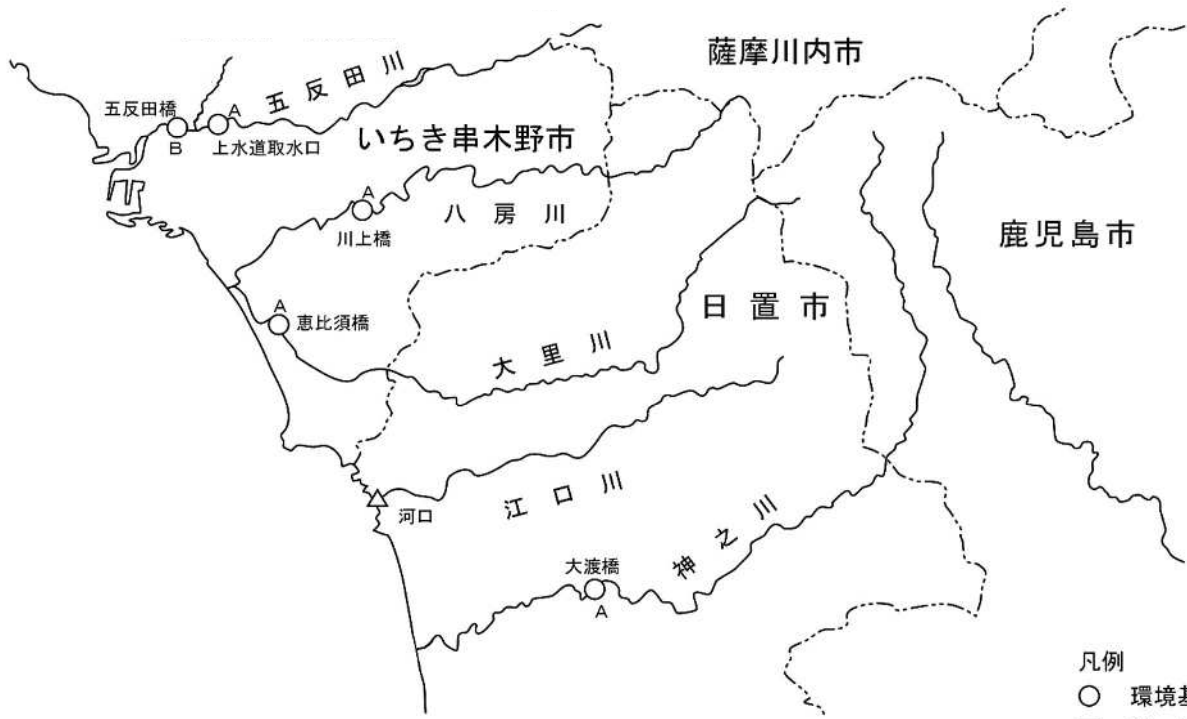 薩摩川内市
五反田川
五反田橋
A
B
上水道取水口
いちき串木野市
A
川上橋
八房川
鹿児島市
A
恵比須橋
日置市
大里川
江口川
河口
神之川
大渡橋
A
凡例
○ 環境基